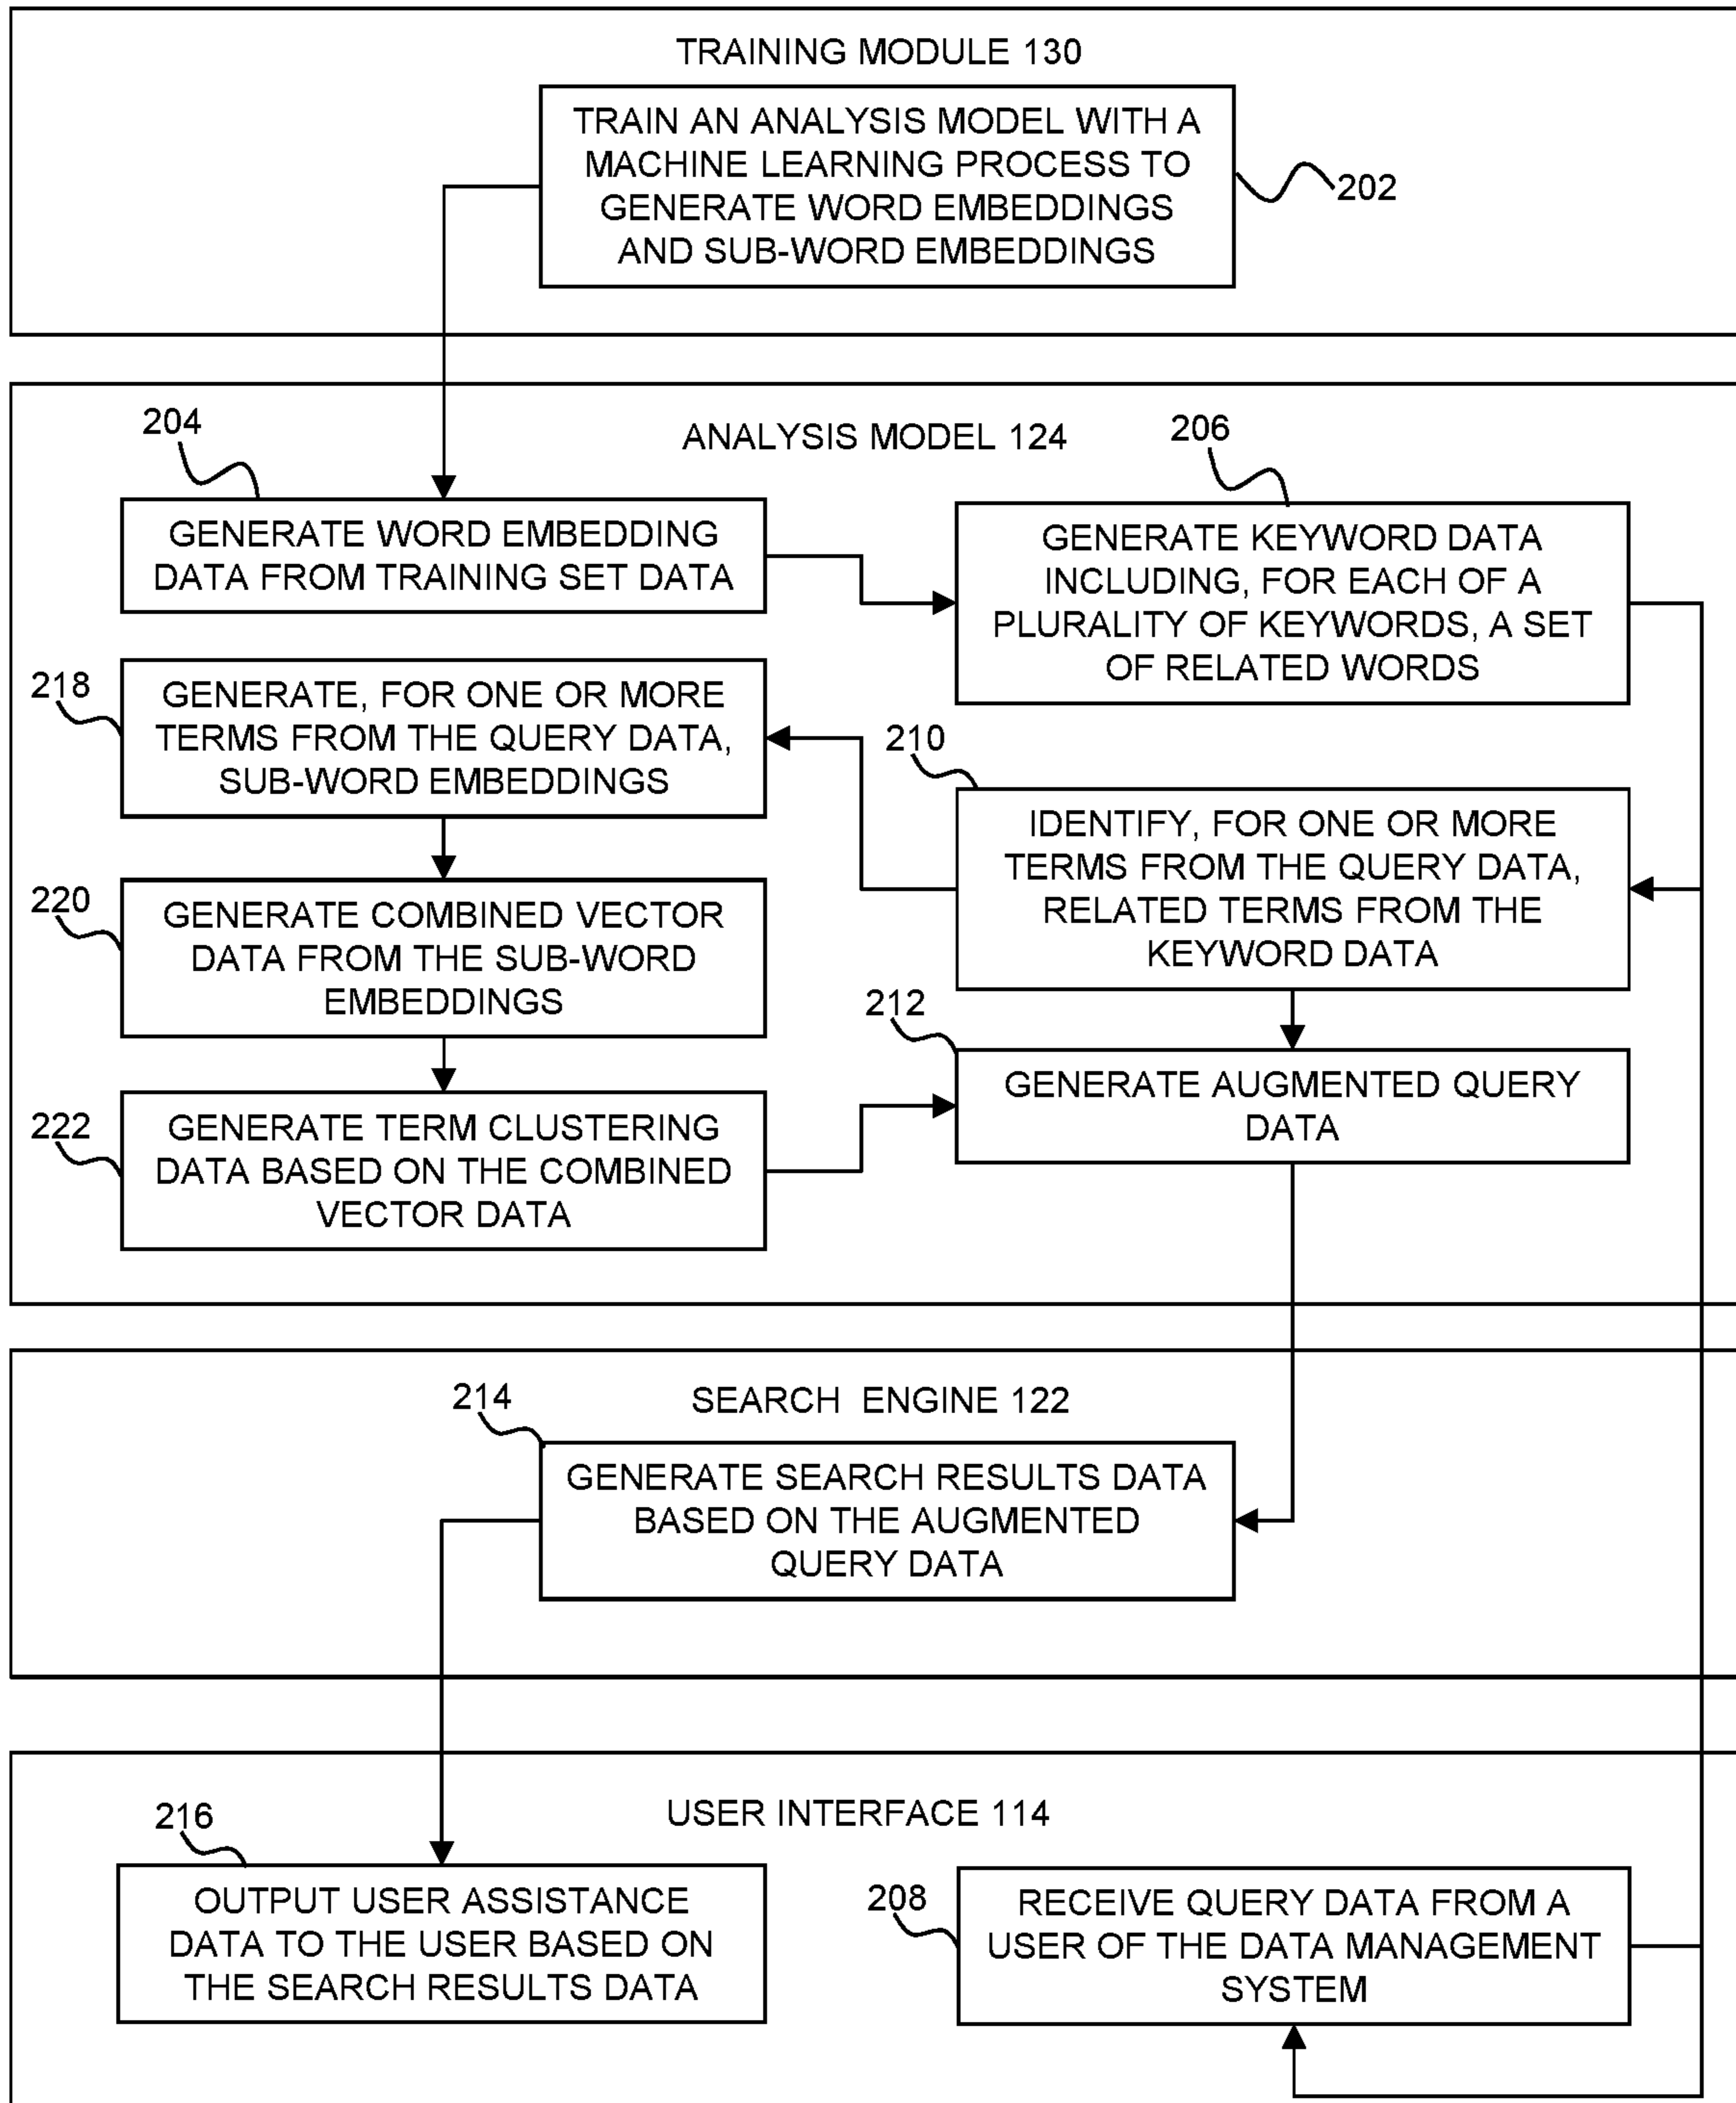 TRAINING MODULE 130
TRAIN AN ANALYSIS MODEL WITH A
MACHINE LEARNING PROCESS TO
GENERATE WORD EMBEDDINGS
AND SUB-WORD EMBEDDINGS
202
ANALYSIS MODEL 124
204
GENERATE WORD EMBEDDING
DATA FROM TRAINING SET DATA
206
GENERATE KEYWORD DATA
INCLUDING, FOR EACH OF A
PLURALITY OF KEYWORDS, A SET
OF RELATED WORDS
218
GENERATE, FOR ONE OR MORE
TERMS FROM THE QUERY DATA,
SUB-WORD EMBEDDINGS
210
IDENTIFY, FOR ONE OR MORE
TERMS FROM THE QUERY DATA,
RELATED TERMS FROM THE
KEYWORD DATA
220
GENERATE COMBINED VECTOR
DATA FROM THE SUB-WORD
EMBEDDINGS
212
GENERATE AUGMENTED QUERY
DATA
222
GENERATE TERM CLUSTERING
DATA BASED ON THE COMBINED
VECTOR DATA
SEARCH ENGINE 122
214
GENERATE SEARCH RESULTS DATA
BASED ON THE AUGMENTED
QUERY DATA
USER INTERFACE 114
216
OUTPUT USER ASSISTANCE
DATA TO THE USER BASED ON
THE SEARCH RESULTS DATA
208
RECEIVE QUERY DATA FROM A
USER OF THE DATA MANAGEMENT
SYSTEM